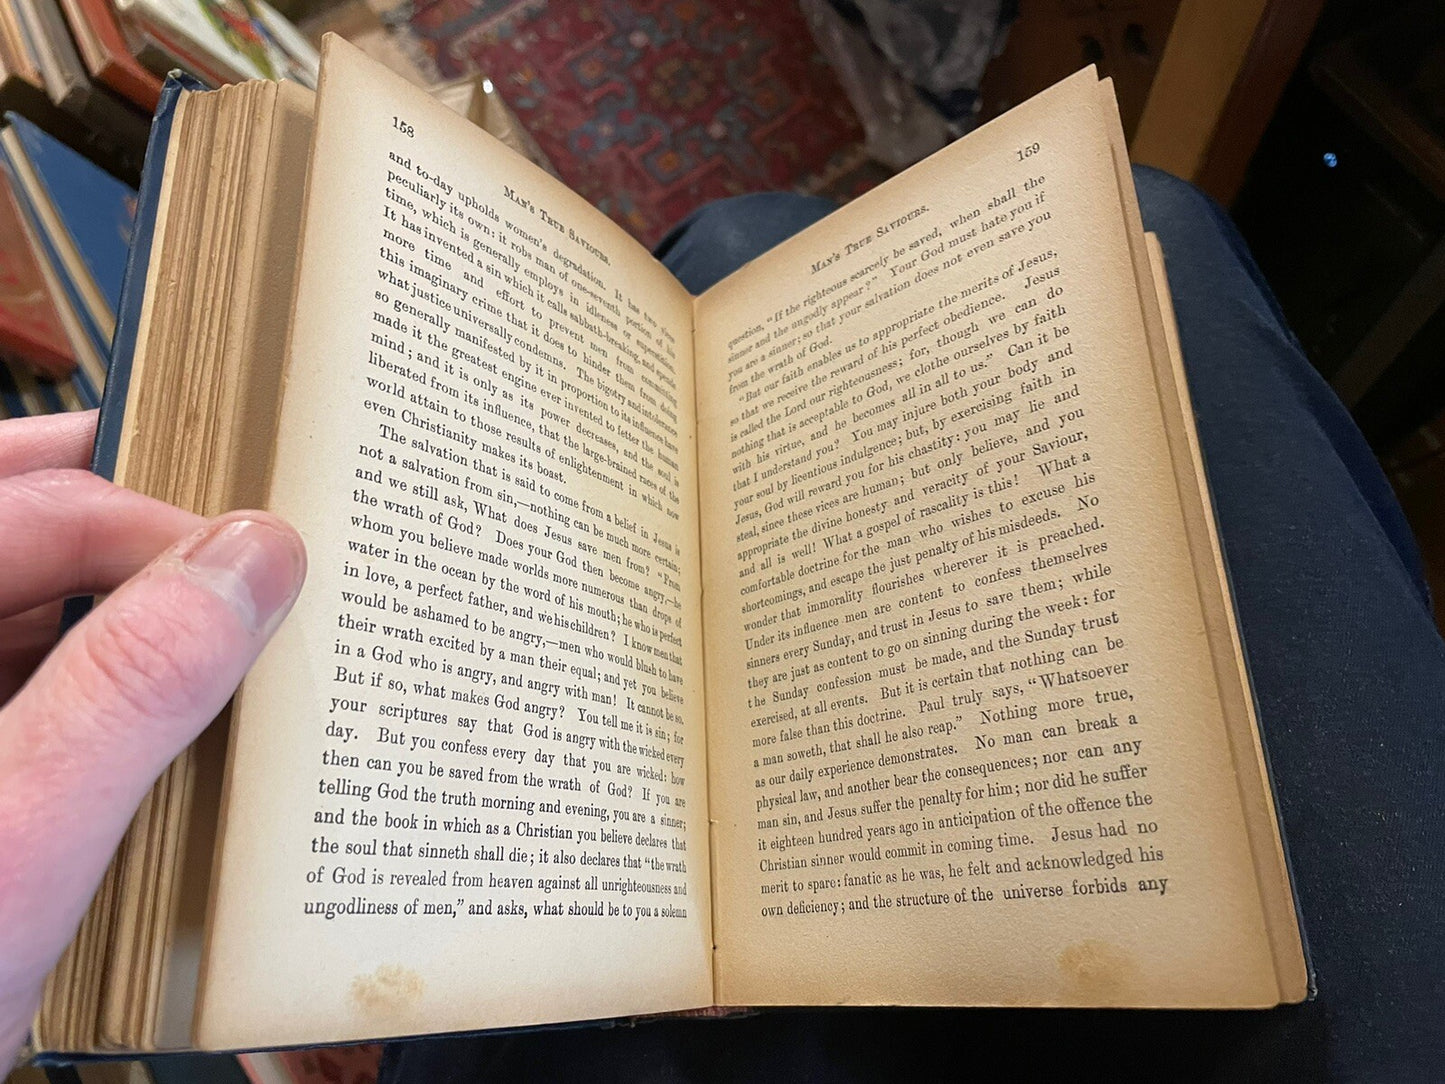 158
MAN'S TRUE SAVIOURS.
and to-day upholds women's degradation. It has two vices
peculiarly its own: it robs man of one-seventh portion of his
time, which is generally employs in idleness or superstition.
It has invented a sin which it calls sabbath-breaking, and spends
more time and effort to prevent men from committing
this imaginary crime that it does to hinder them from doing
what justice universally condemns. The bigotry and intolerance
so generally manifested by it in proportion to its influence have
made it the greatest engine ever invented to fetter the human
mind; and it is only as its power decreases, and the soul is
liberated from its influence, that the large-brained races of the
world attain to those results of enlightenment in which now
even Christianity makes its boast.
The salvation that is said to come from a belief in Jesus is
not a salvation from sin,—nothing can be much more certain;
and we still ask, What does Jesus save men from? "From
the wrath of God? Does your God then become angry,—he
whom you believe made worlds more numerous than drops of
water in the ocean by the word of his mouth; he who is perfect
in love, a perfect father, and we his children? I know men that
would be ashamed to be angry,—men who would blush to have
their wrath excited by a man their equal; and yet you believe
in a God who is angry, and angry with man! It cannot be so.
But if so, what makes God angry? You tell me it is sin; for
your scriptures say that God is angry with the wicked every
day. But you confess every day that you are wicked: how
then can you be saved from the wrath of God? If you are
telling God the truth morning and evening, you are a sinner;
and the book in which as a Christian you believe declares that
the soul that sinneth shall die; it also declares that "the wrath
of God is revealed from heaven against all unrighteousness and
ungodliness of men," and asks, what should be to you a solemn
159
MAN'S TRUE SAVIOURS.
question, "If the righteous scarcely be saved, when shall the
sinner and the ungodly appear?" Your God must hate you if
you are a sinner; so that your salvation does not even save you
from the wrath of God.
"But our faith enables us to appropriate the merits of Jesus,
so that we receive the reward of his perfect obedience. Jesus
is called the Lord our righteousness; for, though we can do
nothing that is acceptable to God, we clothe ourselves by faith
with his virtue, and he becomes all in all to us." Can it be
that I understand you? You may injure both your body and
your soul by licentious indulgence; but, by exercising faith in
Jesus, God will reward you for his chastity: you may lie and
steal, since these vices are human; but only believe, and you
appropriate the divine honesty and veracity of your Saviour,
and all is well! What a gospel of rascality is this! What a
comfortable doctrine for the man who wishes to excuse his
shortcomings, and escape the just penalty of his misdeeds. No
wonder that immorality flourishes wherever it is preached.
Under its influence men are content to confess themselves
sinners every Sunday, and trust in Jesus to save them; while
they are just as content to go on sinning during the week: for
the Sunday confession must be made, and the Sunday trust
exercised, at all events. But it is certain that nothing can be
more false than this doctrine. Paul truly says, "Whatsoever
a man soweth, that shall he also reap." Nothing more true,
as our daily experience demonstrates. No man can break a
physical law, and another bear the consequences; nor can any
man sin, and Jesus suffer the penalty for him; nor did he suffer
it eighteen hundred years ago in anticipation of the offence the
Christian sinner would commit in coming time. Jesus had no
merit to spare: fanatic as he was, he felt and acknowledged his
own deficiency; and the structure of the universe forbids any